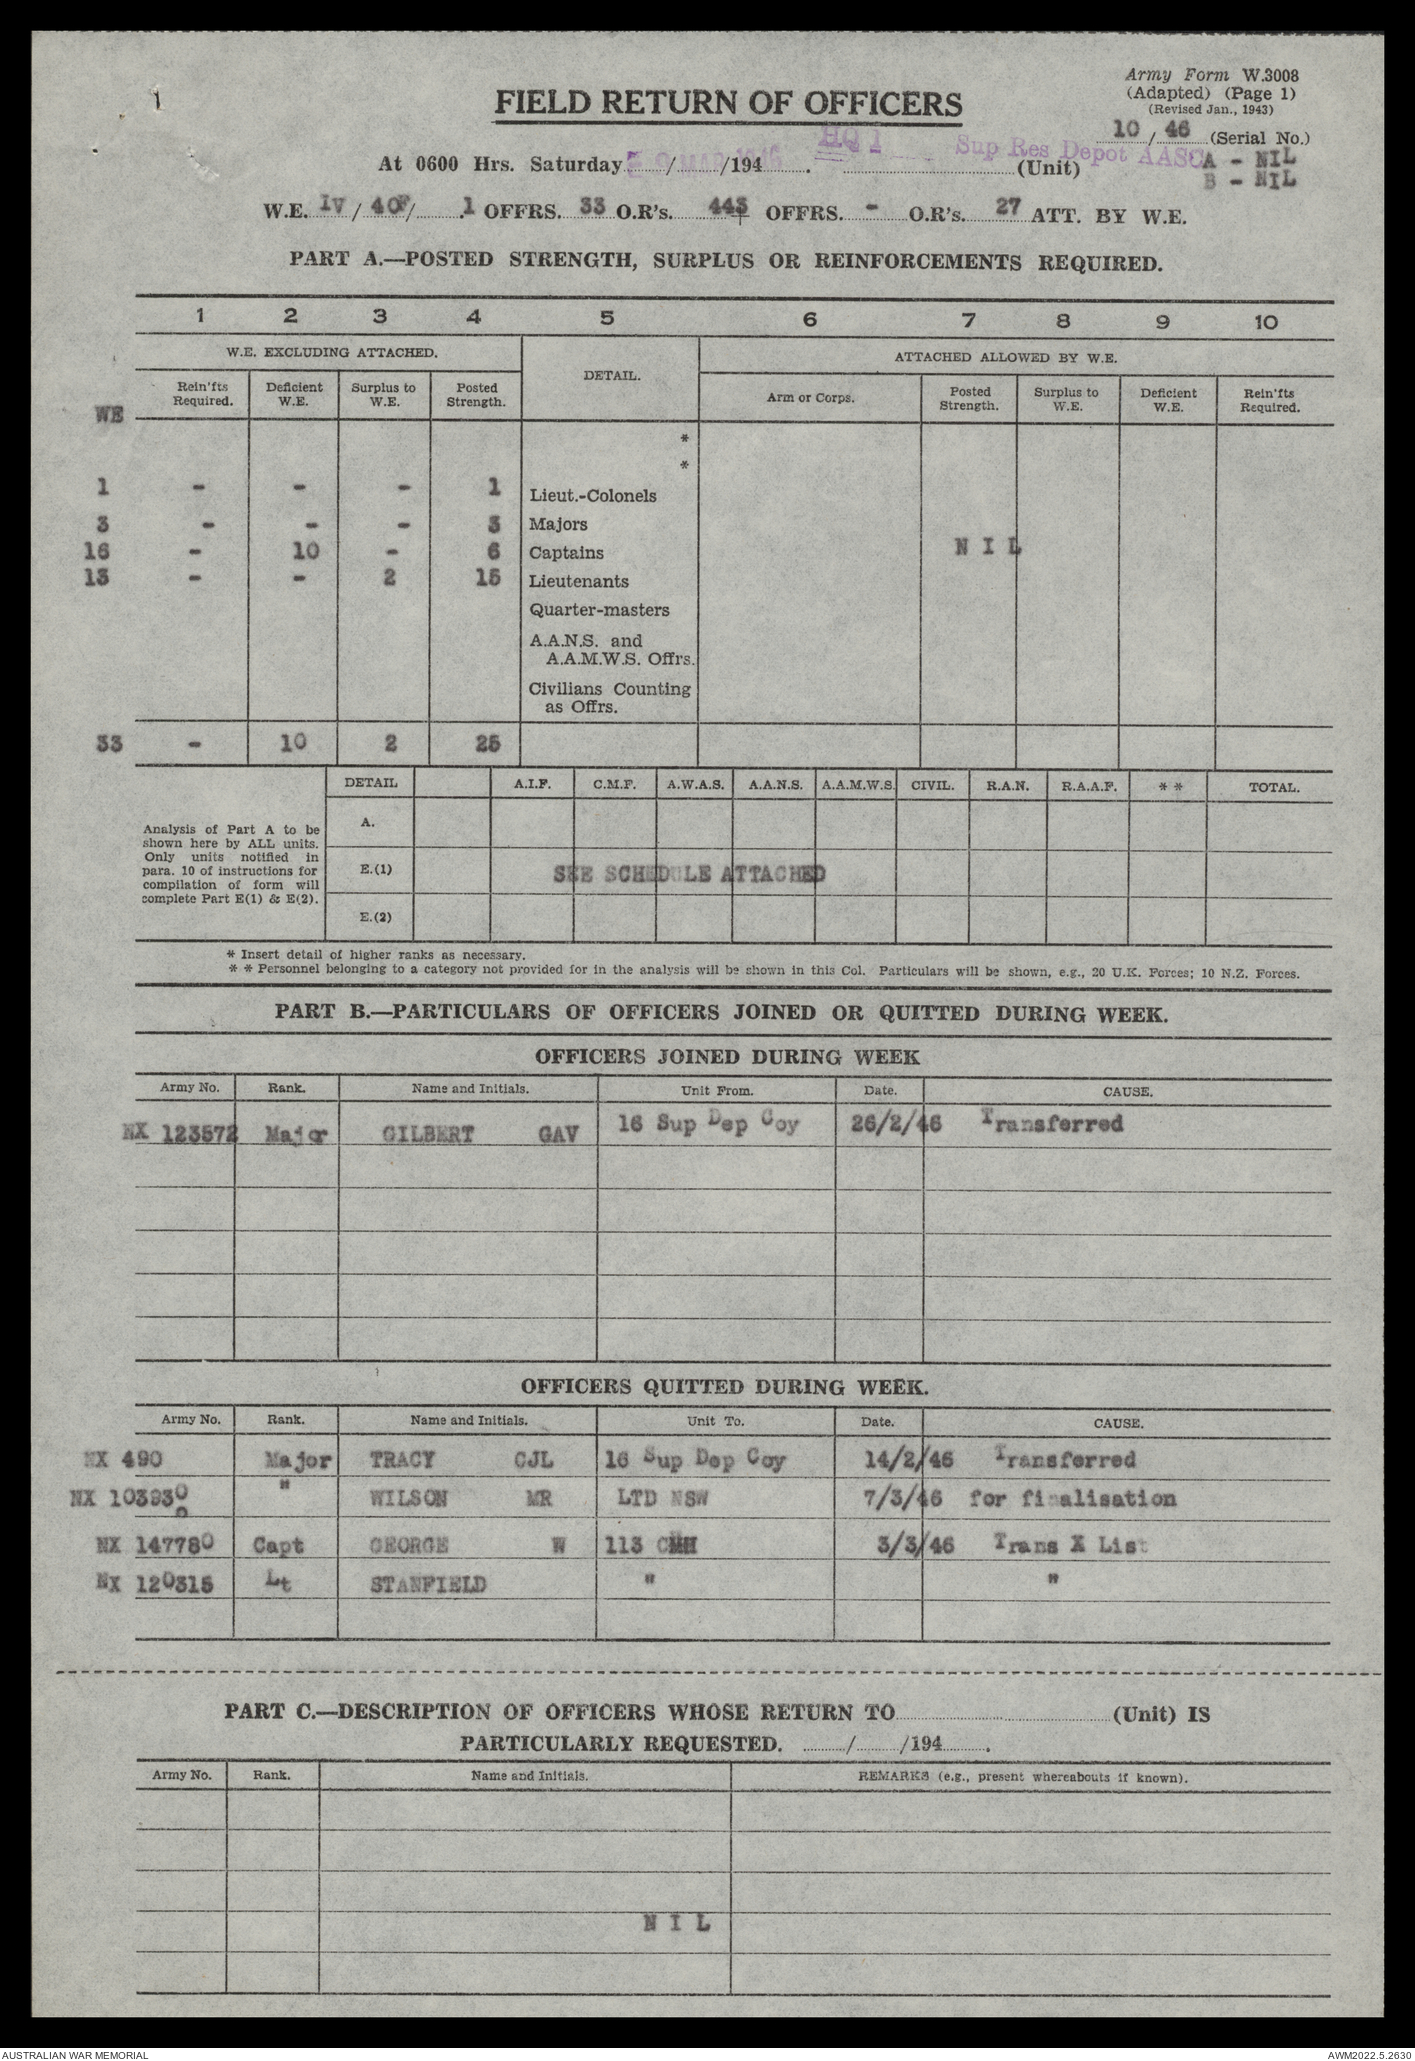 Army Form W.3008
(Adapted) (Page 1)
(Revised Jan., 1943)
FIELD RETURN OF OFFICERS
10 / 46 (Serial No.)
HQ 1 Sup Res Depot AASC
At 0600 Hrs. Saturday 9 MAR 1946 / /194 . (Unit)
A - NIL
B - NIL
W.E. IV / 40F / 1 OFFRS. 33 O.R's. 443 OFFRS. - O.R's. 27 ATT. BY W.E.
PART A.—POSTED STRENGTH, SURPLUS OR REINFORCEMENTS REQUIRED.
1 2 3 4 5 6 7 8 9 10
W.E. EXCLUDING ATTACHED. DETAIL. ATTACHED ALLOWED BY W.E.
Rein'fts Required. Deficient W.E. Surplus to W.E. Posted Strength. Arm or Corps. Posted Strength. Surplus to W.E. Deficient W.E. Rein'fts Required.
WE
*
*
1 - - - 1 Lieut.-Colonels
3 - - - 3 Majors
16 - 10 - 6 Captains NIL
13 - - 2 15 Lieutenants
Quarter-masters
A.A.N.S. and
A.A.M.W.S. Offrs.
Civilians Counting
as Offrs.
33 - 10 2 25
DETAIL A.I.F. C.M.F. A.W.A.S. A.A.N.S. A.A.M.W.S. CIVIL. R.A.N. R.A.A.F. * * TOTAL.
Analysis of Part A to be
shown here by ALL units.
Only units notified in
para. 10 of instructions for
compilation of form will
complete Part E(1) & E(2).
A.
E.(1) SEE SCHEDULE ATTACHED
E.(2)
* Insert detail of higher ranks as necessary.
* * Personnel belonging to a category not provided for in the analysis will be shown in this Col. Particulars will be shown, e.g., 20 U.K. Forces; 10 N.Z. Forces.
PART B.—PARTICULARS OF OFFICERS JOINED OR QUITTED DURING WEEK.
OFFICERS JOINED DURING WEEK
Army No. Rank. Name and Initials. Unit From. Date. CAUSE.
NX 123572 Major GILBERT GAV 16 Sup Dep Coy 26/2/46 Transferred
OFFICERS QUITTED DURING WEEK.
Army No. Rank. Name and Initials. Unit To. Date. CAUSE.
NX 490 Major TRACY CJL 16 Sup Dep Coy 14/2/46 Transferred
NX 103930 " WILSON MR LTD NSW 7/3/46 for finalisation
NX 147780 Capt GEORGE W 113 CMH 3/3/46 Trans X List
NX 120315 Lt STANFIELD " "
PART C.—DESCRIPTION OF OFFICERS WHOSE RETURN TO (Unit) IS
PARTICULARLY REQUESTED. / /194 .
Army No. Rank. Name and Initials. REMARKS (e.g., present whereabouts if known).
NIL
AUSTRALIAN WAR MEMORIAL AWM2022.5.2630